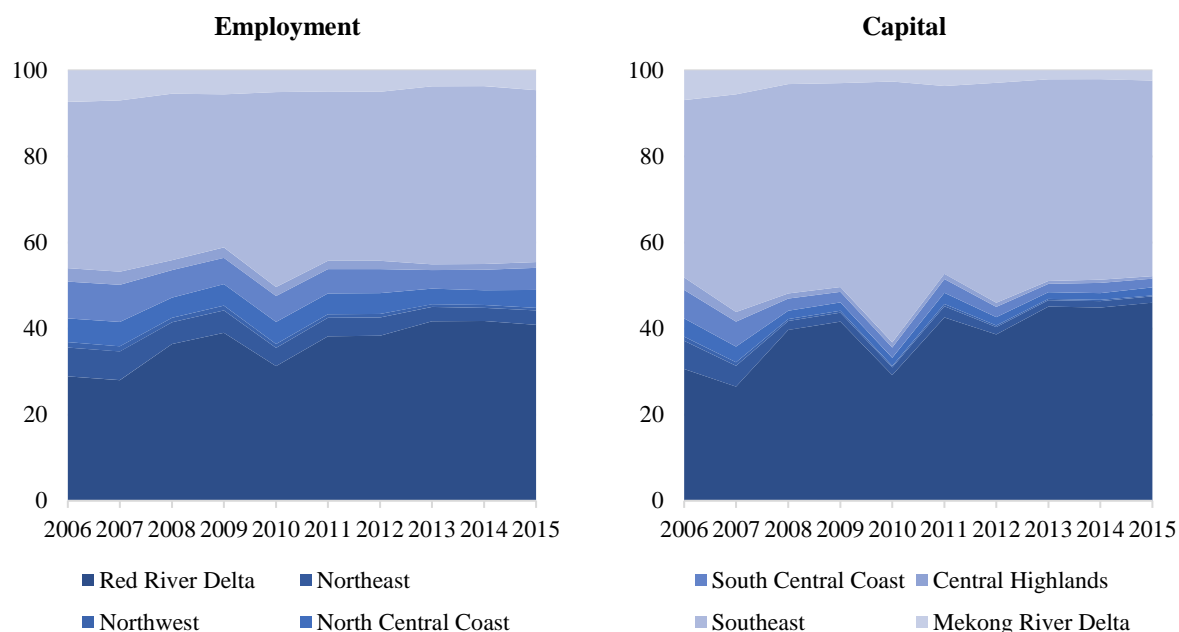 Employment
100
80
60
40
20
0
2006 2007 2008 2009 2010 2011 2012 2013 2014 2015
Red River Delta
Northeast
Northwest
North Central Coast
Capital
100
80
60
40
20
0
2006 2007 2008 2009 2010 2011 2012 2013 2014 2015
South Central Coast
Central Highlands
Southeast
Mekong River Delta